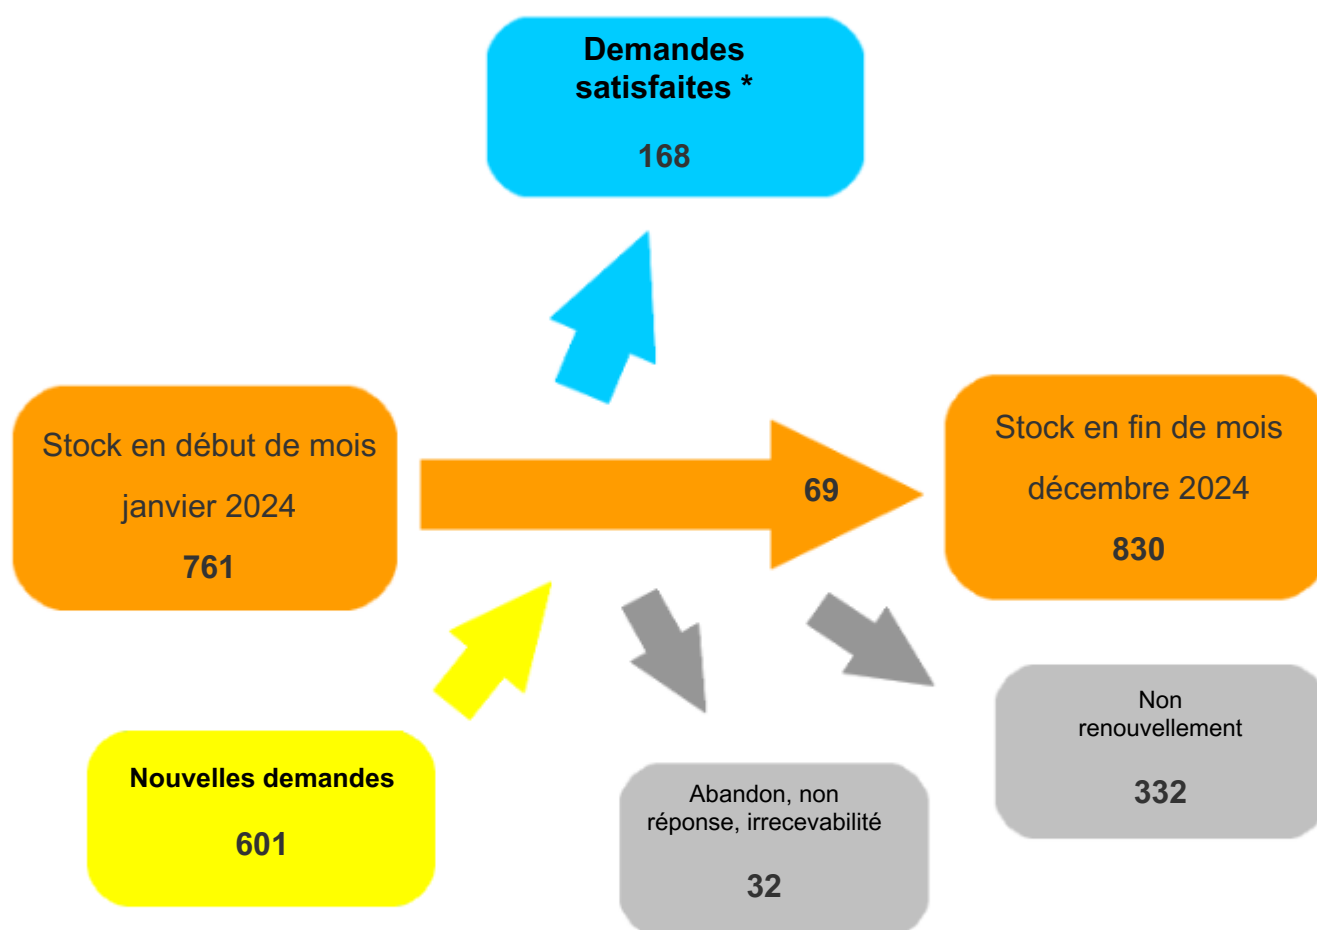 Demandes
satisfaites *
168
Stock en début de mois
janvier 2024
761
69
Stock en fin de mois
décembre 2024
830
Nouvelles demandes
601
Abandon, non
réponse, irrecevabilité
32
Non
renouvellement
332